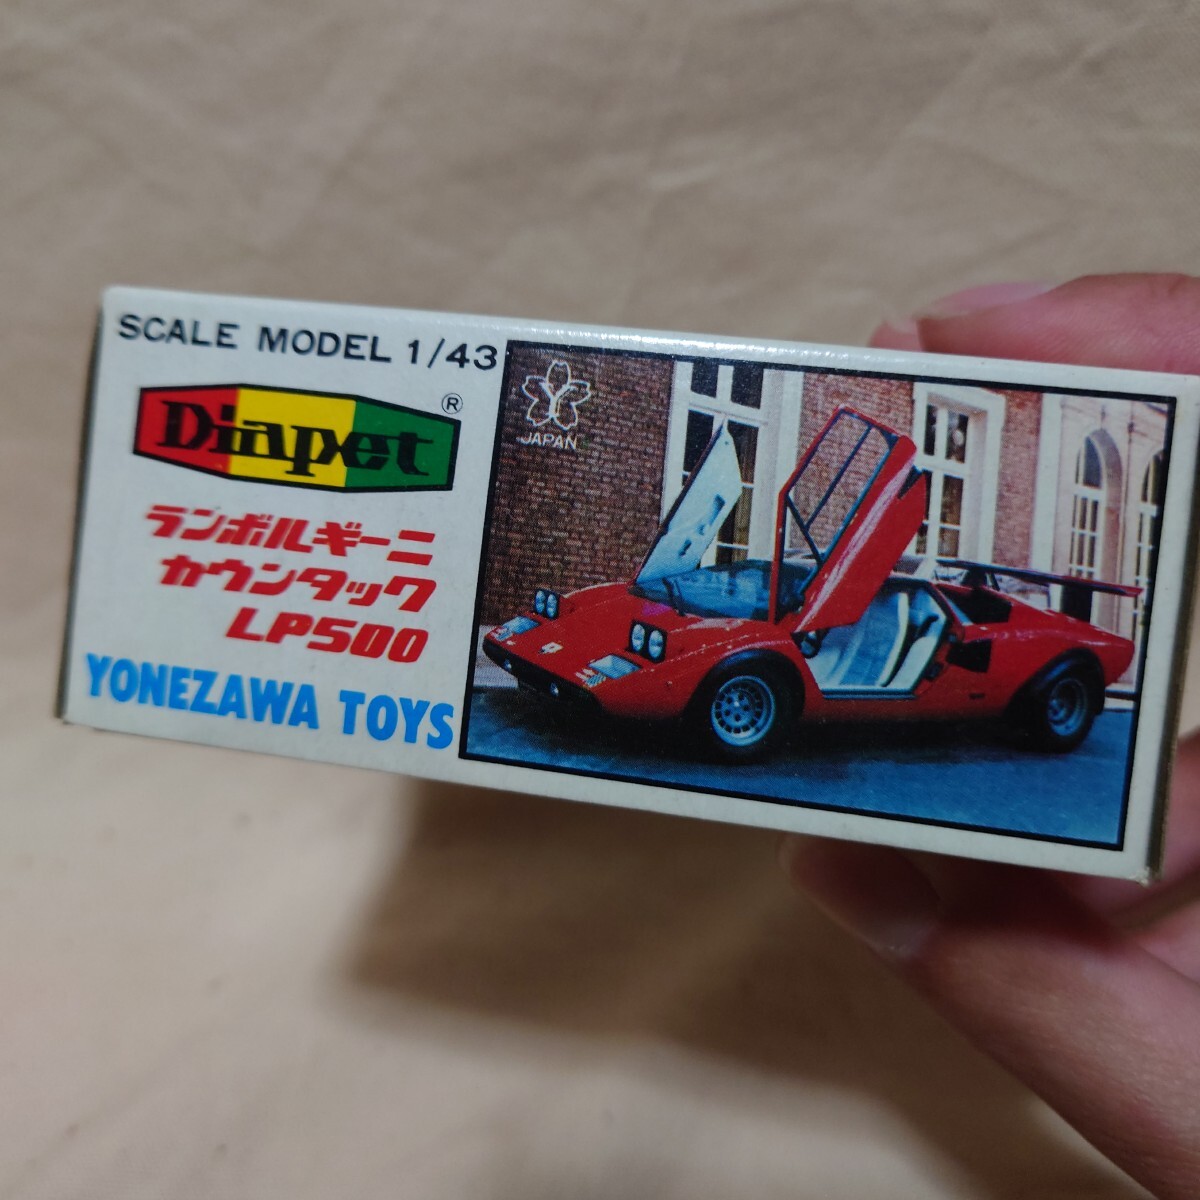 SCALE MODEL 1/43
Diapet ®
ランボルギーニ
カウンタック
LP500
YONEZAWA TOYS
JAPAN